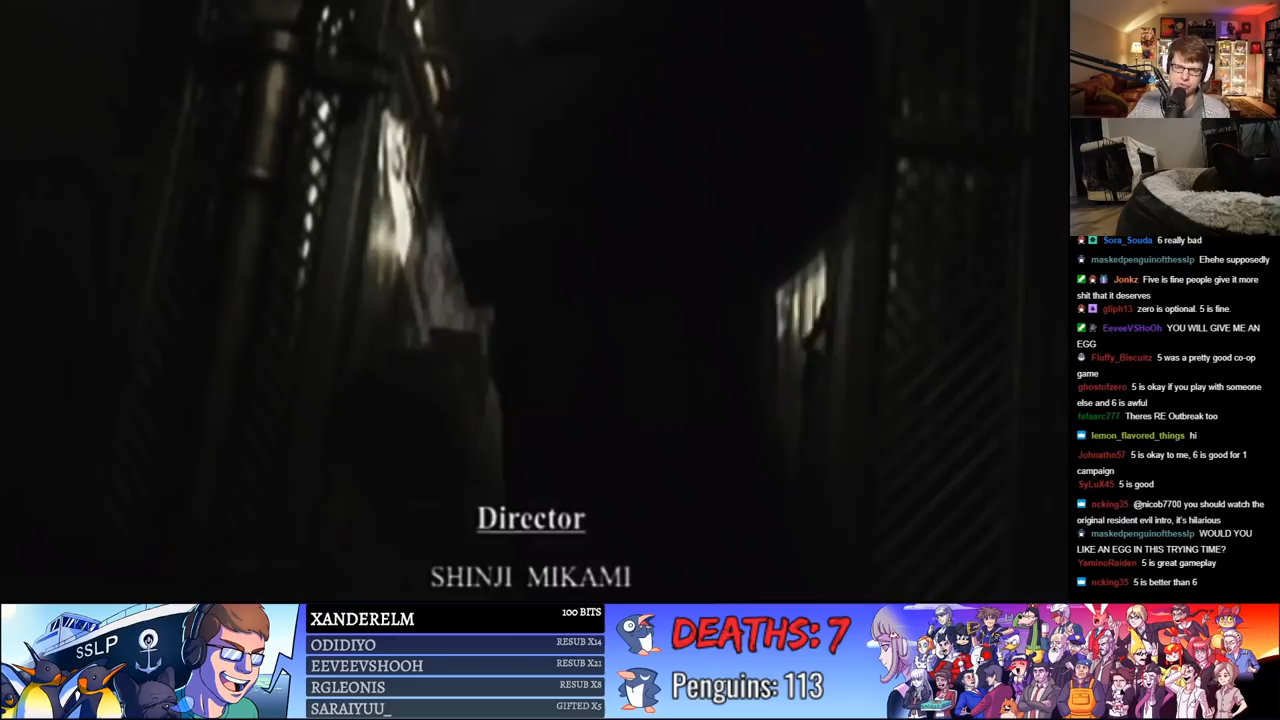 Director
SHINJI MIKAMI
Sora_Souda 6 really bad
maskedpenguinofthesslp Ehehe supposedly
Jonkz Five is fine people give it more
shit that it deserves
gliph13 zero is optional. 5 is fine.
EeveeVSHoOh YOU WILL GIVE ME AN
EGG
Fluffy_Biscuitz 5 was a pretty good co-op
game
ghostofzero 5 is okay if you play with someone
else and 6 is awful
fafaarc777 Theres RE Outbreak too
lemon_flavored_things hi
Johnathn57 5 is okay to me, 6 is good for 1
campaign
SyLuX45 5 is good
ncking35 @nicob7700 you should watch the
original resident evil intro, it's hilarious
maskedpenguinofthesslp WOULD YOU
LIKE AN EGG IN THIS TRYING TIME?
YaminoRaiden 5 is great gameplay
ncking35 5 is better than 6
SSLP
XANDERELM 100 BITS
ODIDIYO RESUB X14
EEVEEVSHOOH RESUB X21
RGLEONIS RESUB X8
SARAIYUU_ GIFTED X5
DEATHS: 7
Penguins: 113